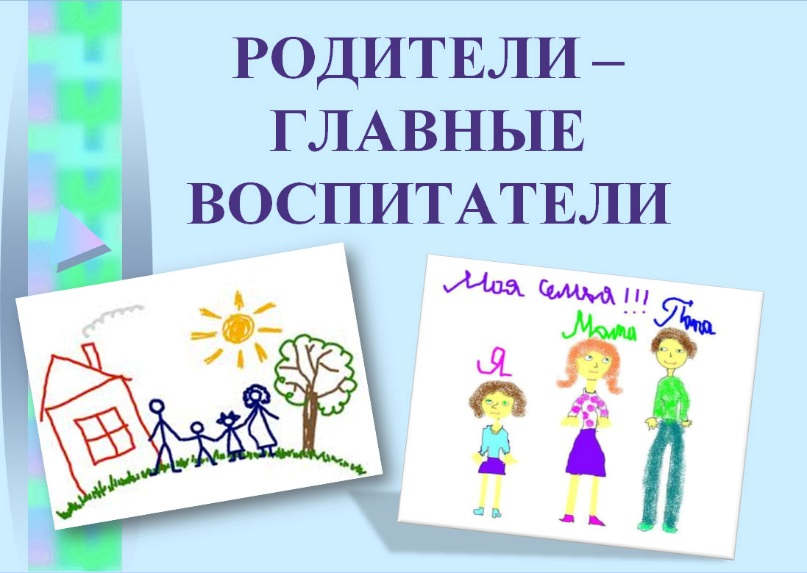 РОДИТЕЛИ –
ГЛАВНЫЕ
ВОСПИТАТЕЛИ
Моя семья!!!
Папа
Мама
Я